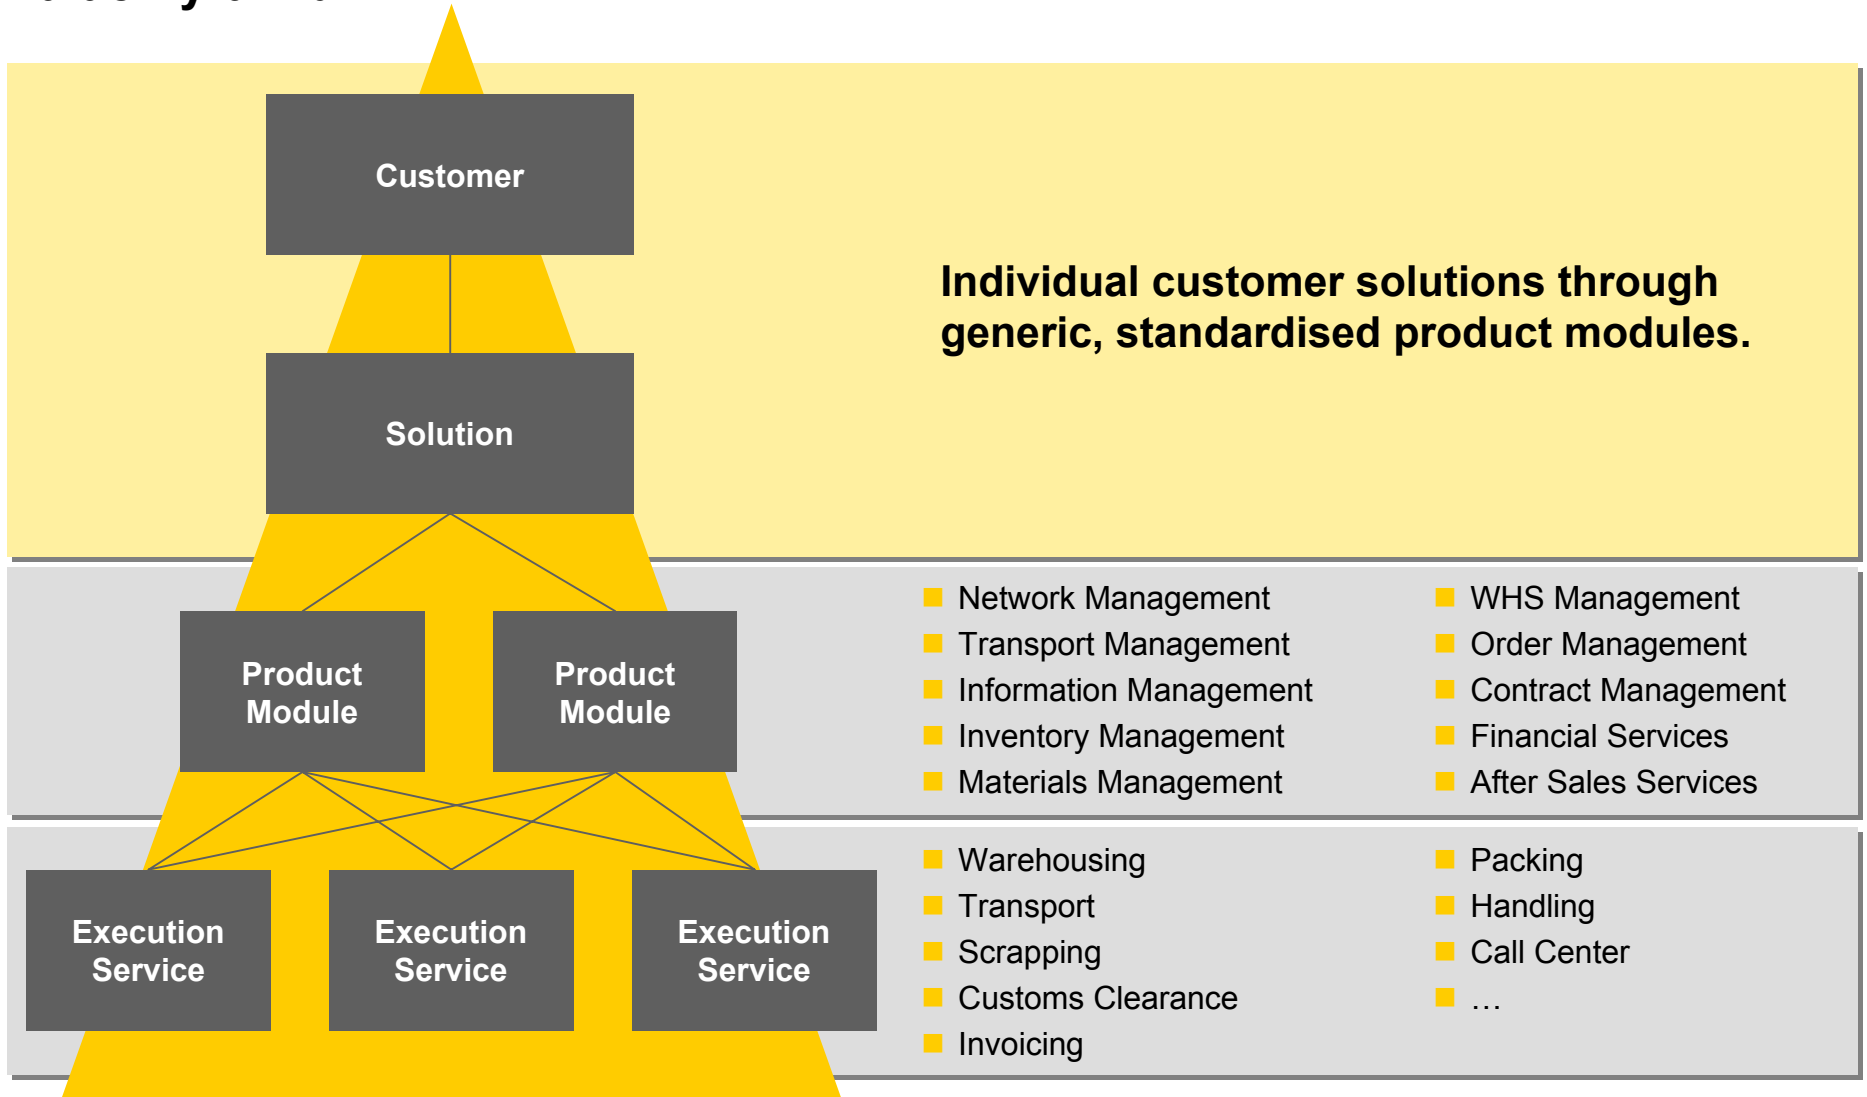 Customer
Individual customer solutions through
generic, standardised product modules.
Solution
Product
Module
Product
Module
Network Management
Transport Management
Information Management
Inventory Management
Materials Management
WHS Management
Order Management
Contract Management
Financial Services
After Sales Services
Execution
Service
Execution
Service
Execution
Service
Warehousing
Transport
Scrapping
Customs Clearance
Invoicing
Packing
Handling
Call Center
…